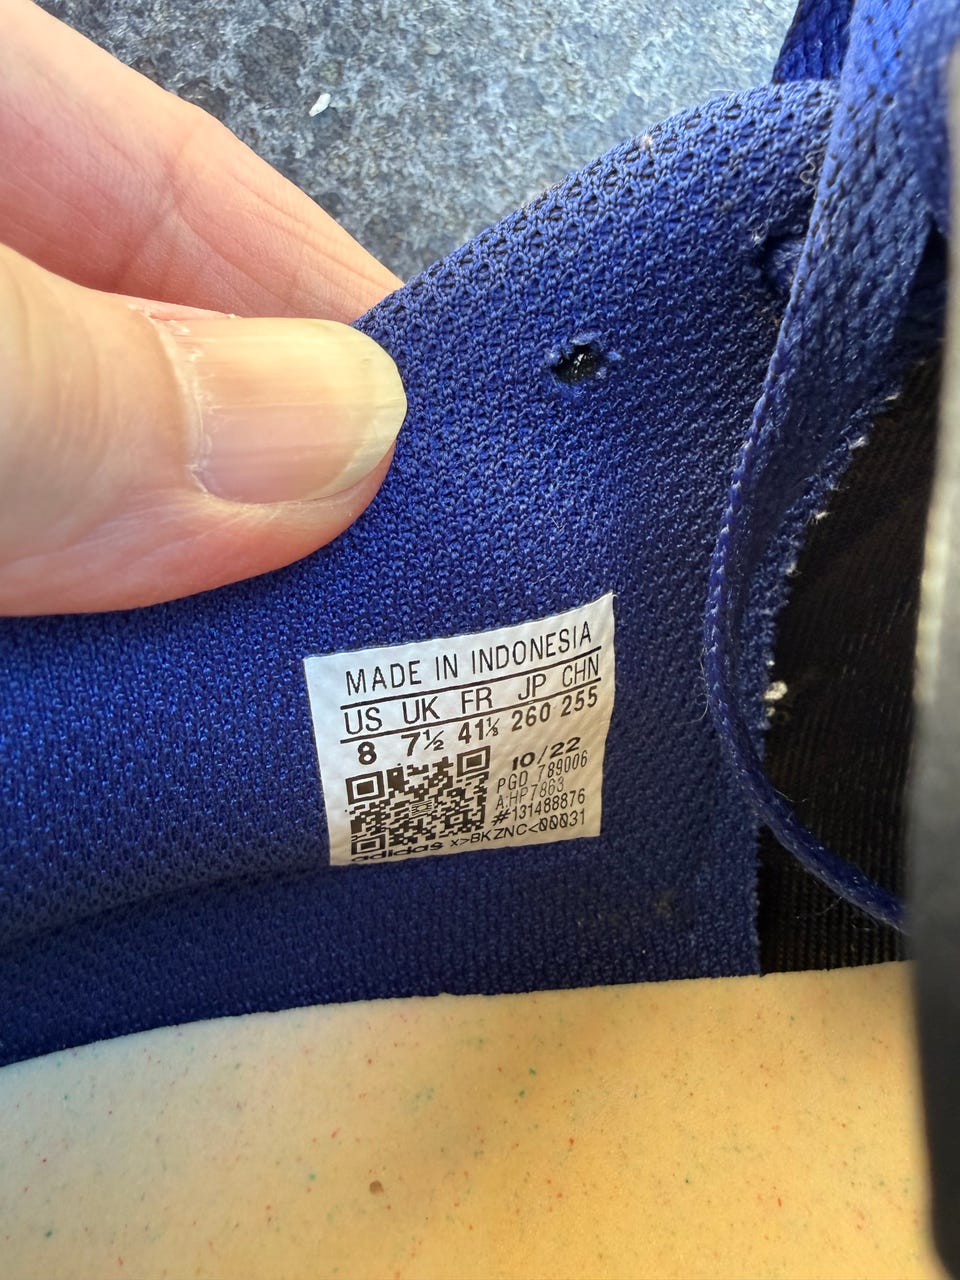 MADE IN INDONESIA
US UK FR JP CHN
8 7½ 41⅓ 260 255
10/22
PGD 789006
A:HP7863
#131488876
adidas x>BKZNC<00031